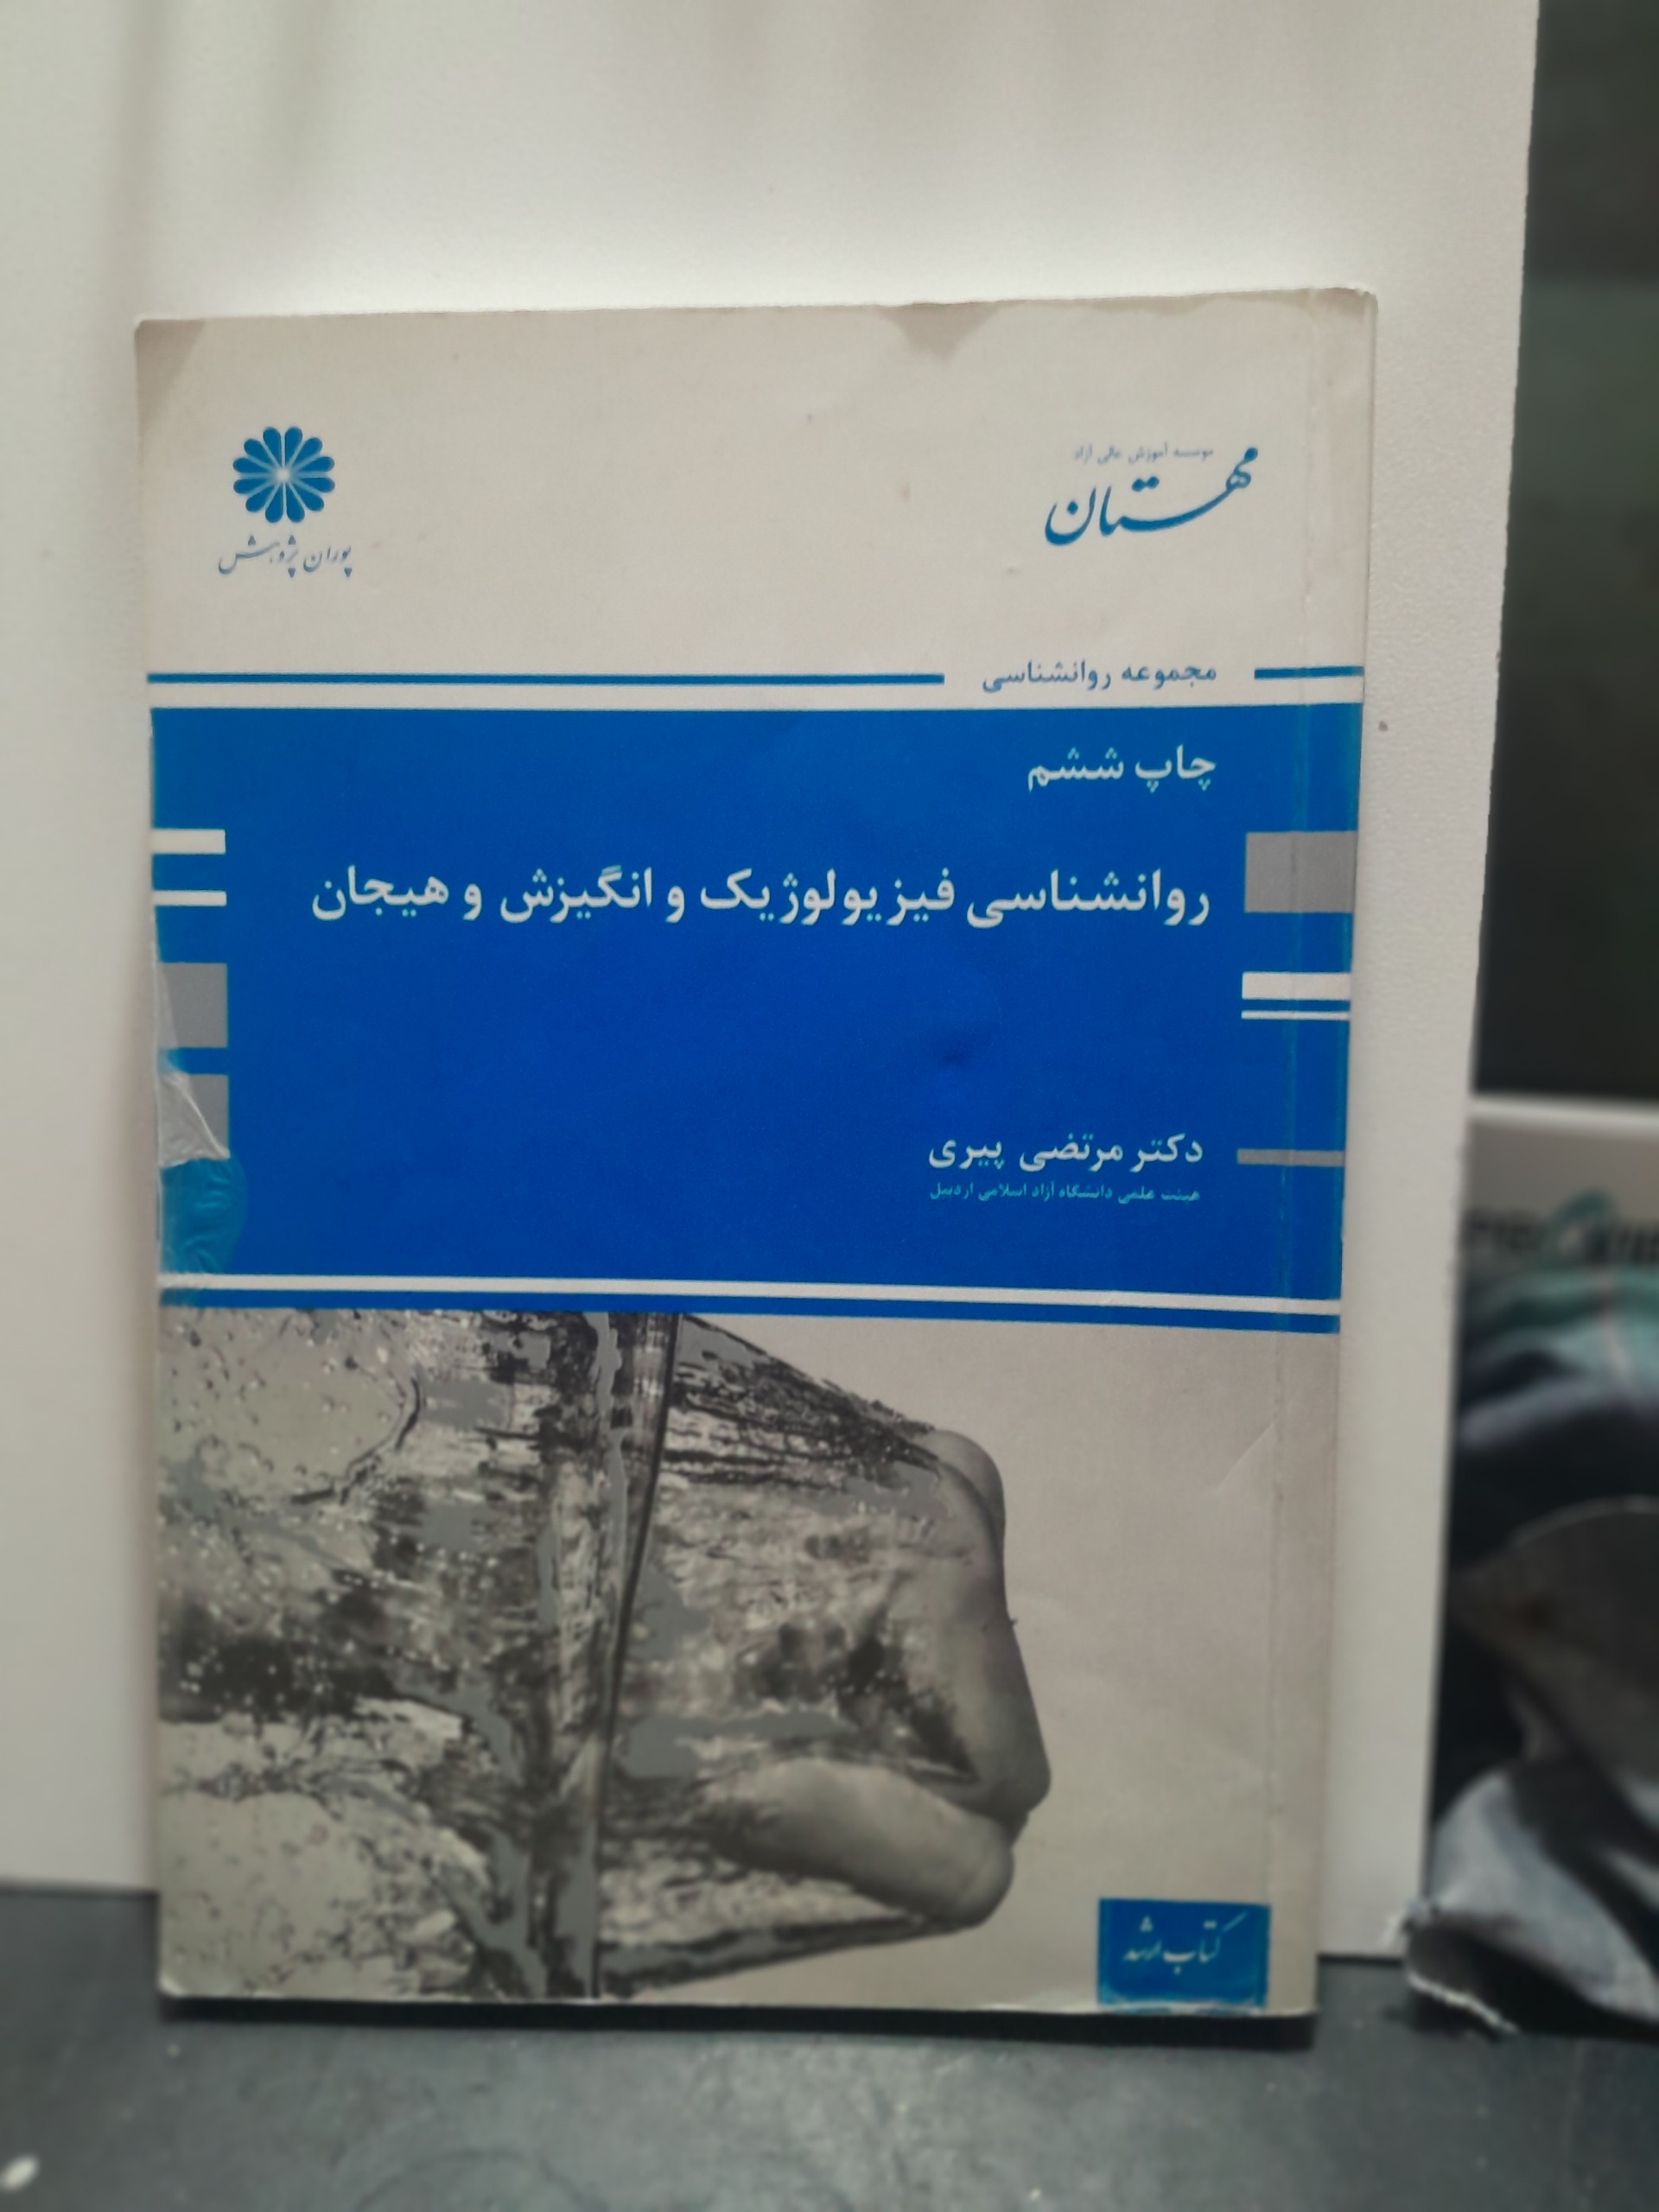 موسسه آموزش عالی آزاد
مهستان
پوران پژوهش
مجموعه روانشناسی
چاپ ششم
روانشناسی فیزیولوژیک و انگیزش و هیجان
دکتر مرتضی پیری
هیئت علمی دانشگاه آزاد اسلامی اردبیل
کتاب ارشد